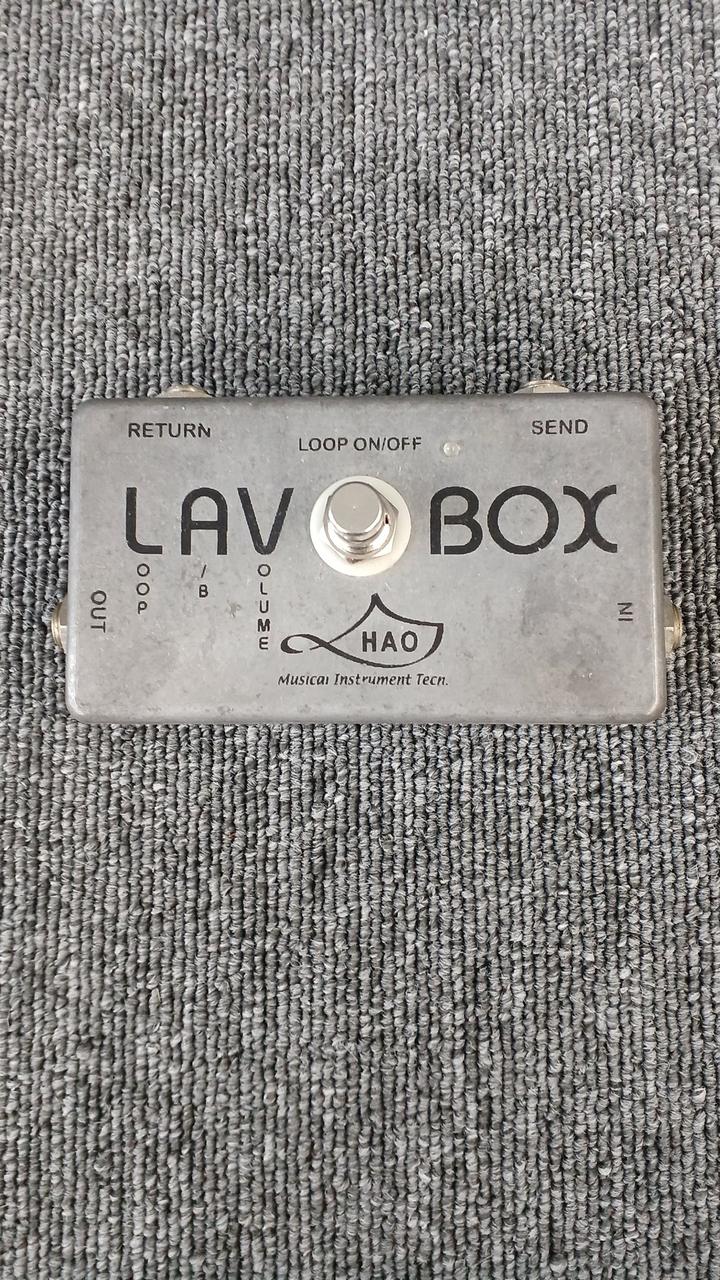 RETURN
SEND
LOOP ON/OFF
LAV BOX
OOP
/B
OLUME
OUT
IN
HAO
Musical Instrument Tech.